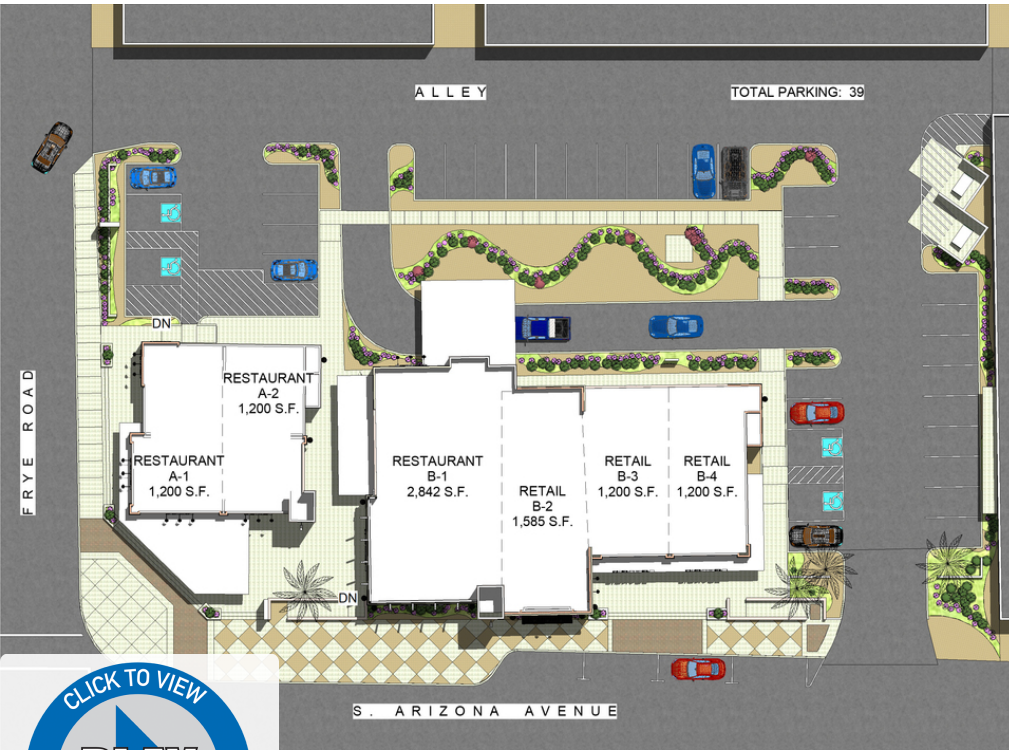 ALLEY
TOTAL PARKING: 39
DN
RESTAURANT
A-2
1,200 S.F.
FRYE ROAD
RESTAURANT
A-1
1,200 S.F.
RESTAURANT
B-1
2,842 S.F.
RETAIL
B-2
1,585 S.F.
RETAIL
B-3
1,200 S.F.
RETAIL
B-4
1,200 S.F.
DN
CLICK TO VIEW
S. ARIZONA AVENUE